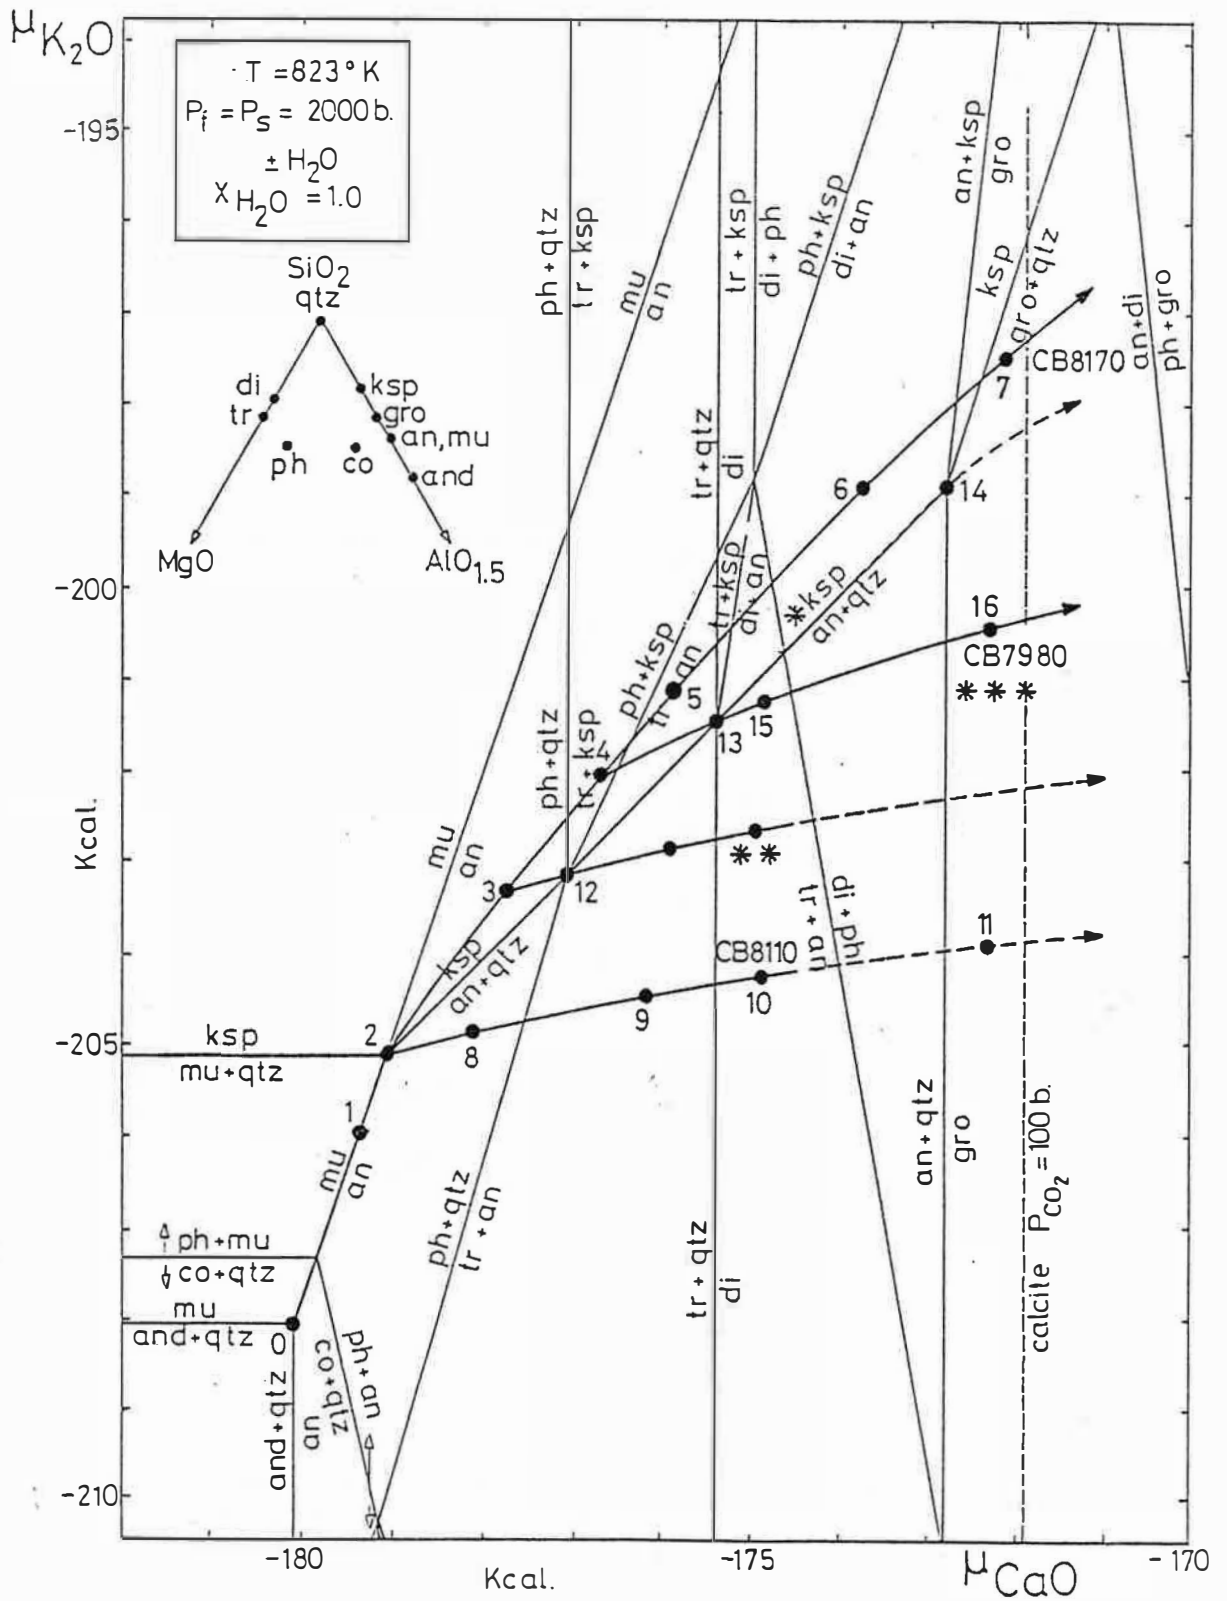 μK₂O
T = 823° K
Pf = Ps = 2000 b.
± H₂O
X H₂O = 1.0
-195
-200
-205
-210
Kcal.
SiO₂
qtz
di
tr
ksp
gro
an,mu
and
ph
co
MgO
AlO1.5
ph+qtz
tr+ksp
mu
an
tr+ksp
di+ph
ph+ksp
di+an
an+ksp
gro
ksp
gro+qtz
an+di
ph+gro
CB8170
7
6
14
tr+qtz
di
tr+ksp
di+an
*ksp
an+qtz
16
CB7980
***
ph+ksp
an
tr
5
4
13
15
ph+qtz
tr+ksp
mu
an
3
12
**
di+ph
tr+an
ksp
an+qtz
CB8110
11
10
9
8
2
ksp
mu+qtz
1
mu
an
ph+qtz
tr+an
an+qtz
gro
calcite PCO₂ = 100 b.
ph+mu
co+qtz
mu
and+qtz
0
ph+an
co+qtz
and+qtz
an
tr+qtz
di
-180
-175
-170
Kcal.
μCaO